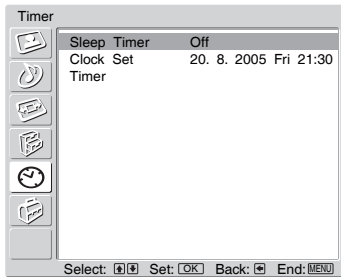 Timer
Sleep Timer Off
Clock Set 20. 8. 2005 Fri 21:30
Timer
Select: Set: OK Back: End: MENU